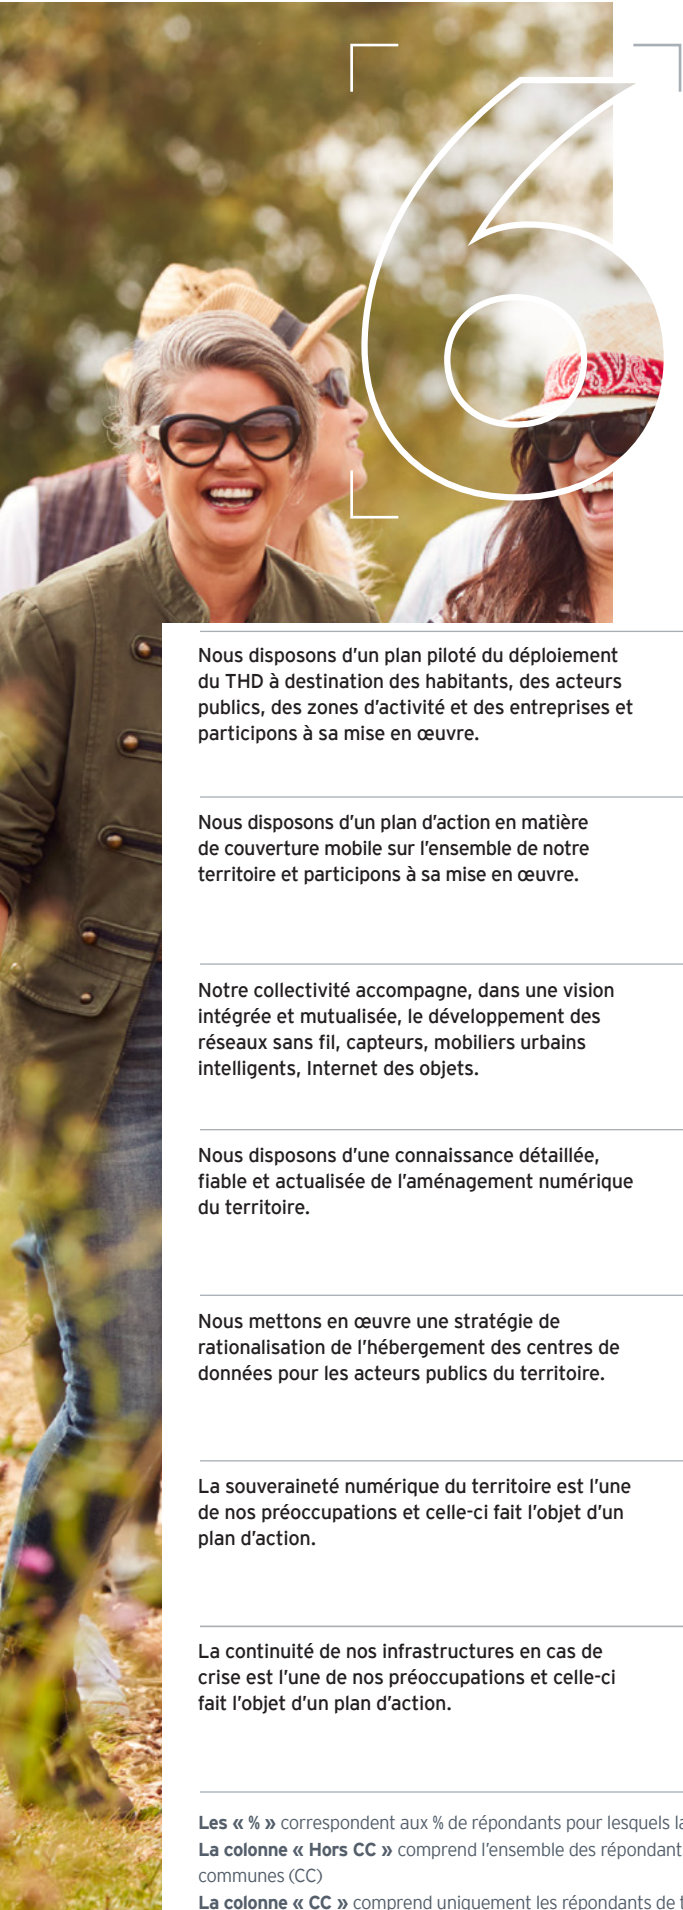 6
Nous disposons d’un plan piloté du déploiement
du THD à destination des habitants, des acteurs
publics, des zones d’activité et des entreprises et
participons à sa mise en œuvre.
Nous disposons d’un plan d’action en matière
de couverture mobile sur l’ensemble de notre
territoire et participons à sa mise en œuvre.
Notre collectivité accompagne, dans une vision
intégrée et mutualisée, le développement des
réseaux sans fil, capteurs, mobiliers urbains
intelligents, Internet des objets.
Nous disposons d’une connaissance détaillée,
fiable et actualisée de l’aménagement numérique
du territoire.
Nous mettons en œuvre une stratégie de
rationalisation de l’hébergement des centres de
données pour les acteurs publics du territoire.
La souveraineté numérique du territoire est l’une
de nos préoccupations et celle-ci fait l’objet d’un
plan d’action.
La continuité de nos infrastructures en cas de
crise est l’une de nos préoccupations et celle-ci
fait l’objet d’un plan d’action.
Les « % » correspondent aux % de répondants pour lesquels
La colonne « Hors CC » comprend l’ensemble des
communes (CC)
La colonne « CC » comprend uniquement les répondants de